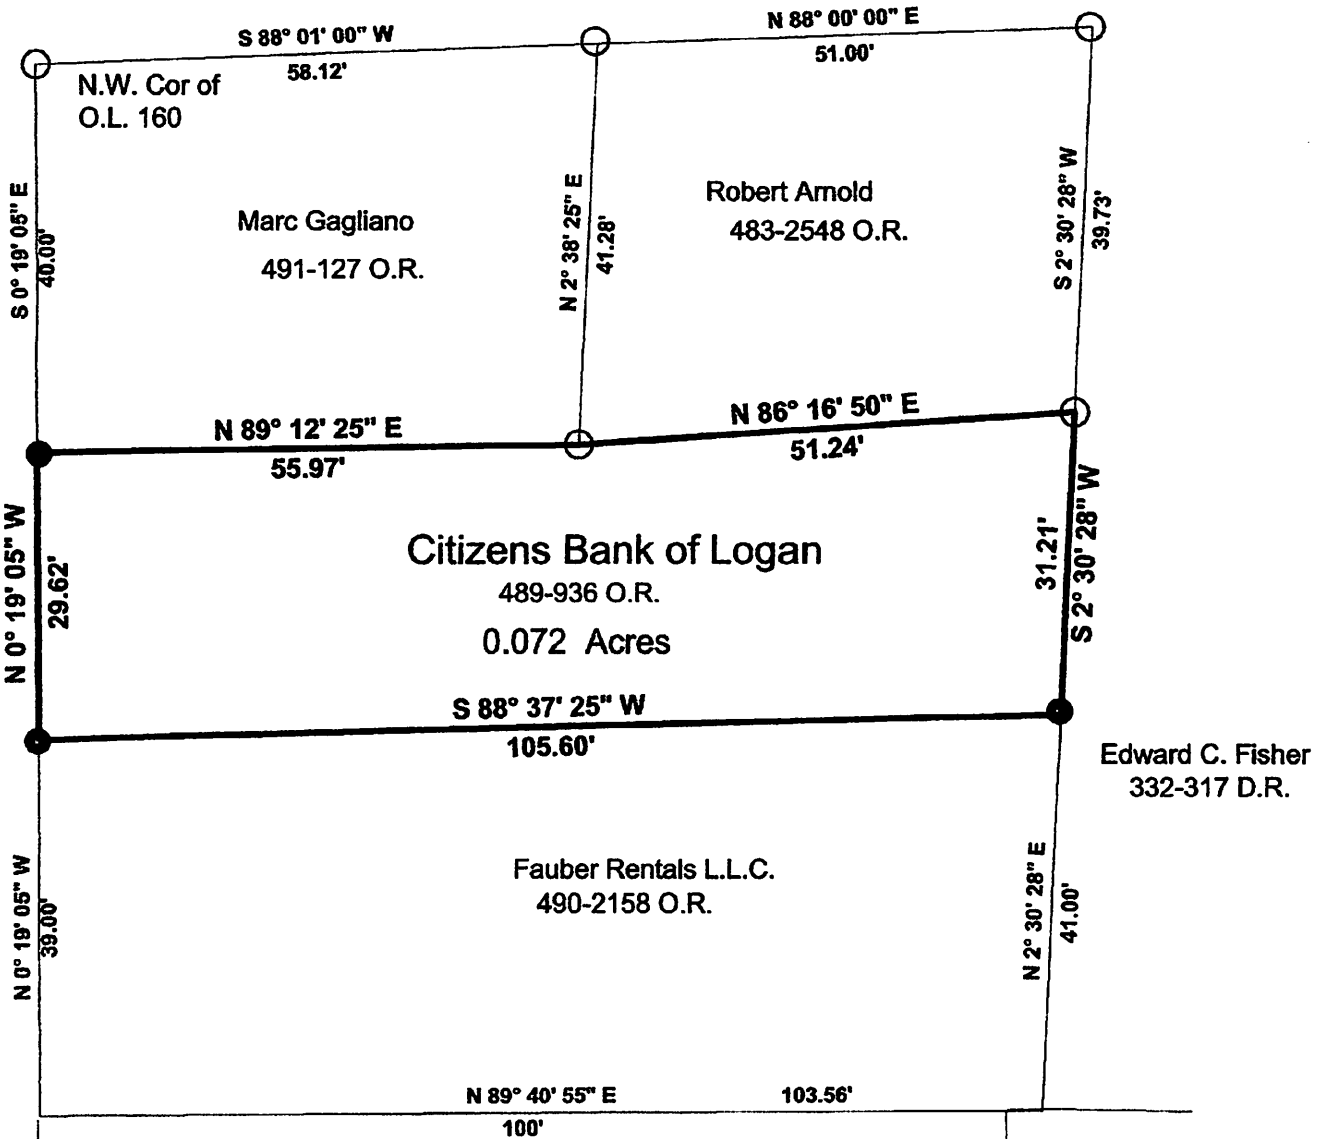 S 88° 01' 00" W
58.12'
N 88° 00' 00" E
51.00'
N.W. Cor of
O.L. 160
S 0° 19' 05" E
40.00'
Marc Gagliano
491-127 O.R.
N 2° 38' 25" E
41.28'
Robert Arnold
483-2548 O.R.
S 2° 30' 28" W
39.73'
N 89° 12' 25" E
55.97'
N 86° 16' 50" E
51.24'
N 0° 19' 05" W
29.62'
Citizens Bank of Logan
489-936 O.R.
0.072 Acres
31.21'
S 2° 30' 28" W
S 88° 37' 25" W
105.60'
Edward C. Fisher
332-317 D.R.
N 0° 19' 05" W
39.00'
Fauber Rentals L.L.C.
490-2158 O.R.
N 2° 30' 28" E
41.00'
N 89° 40' 55" E
103.56'
100'